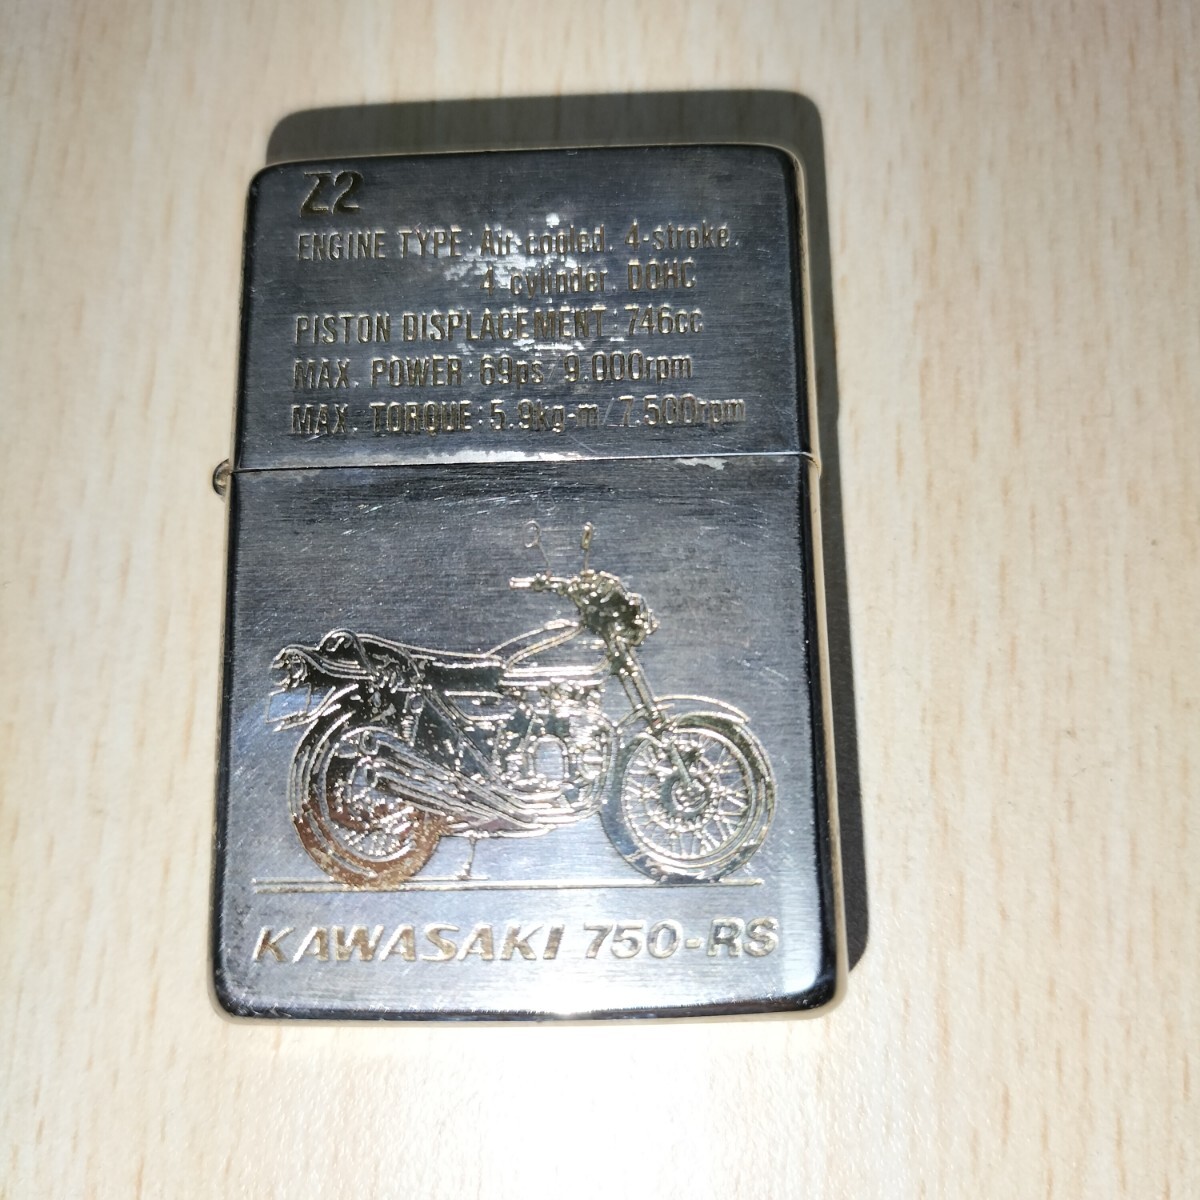 Z2
ENGINE TYPE: Air-cooled. 4-stroke.
4-cylinder. DOHC
PISTON DISPLACEMENT: 746cc
MAX. POWER: 69ps/9.000rpm
MAX. TORQUE: 5.9kg-m/7.500rpm
KAWASAKI 750-RS